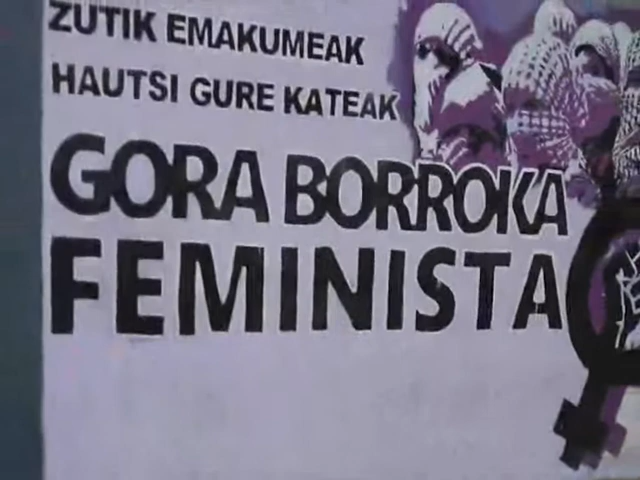 ZUTIK EMAKUMEAK
HAUTSI GURE KATEAK
GORA BORROKA
FEMINISTA